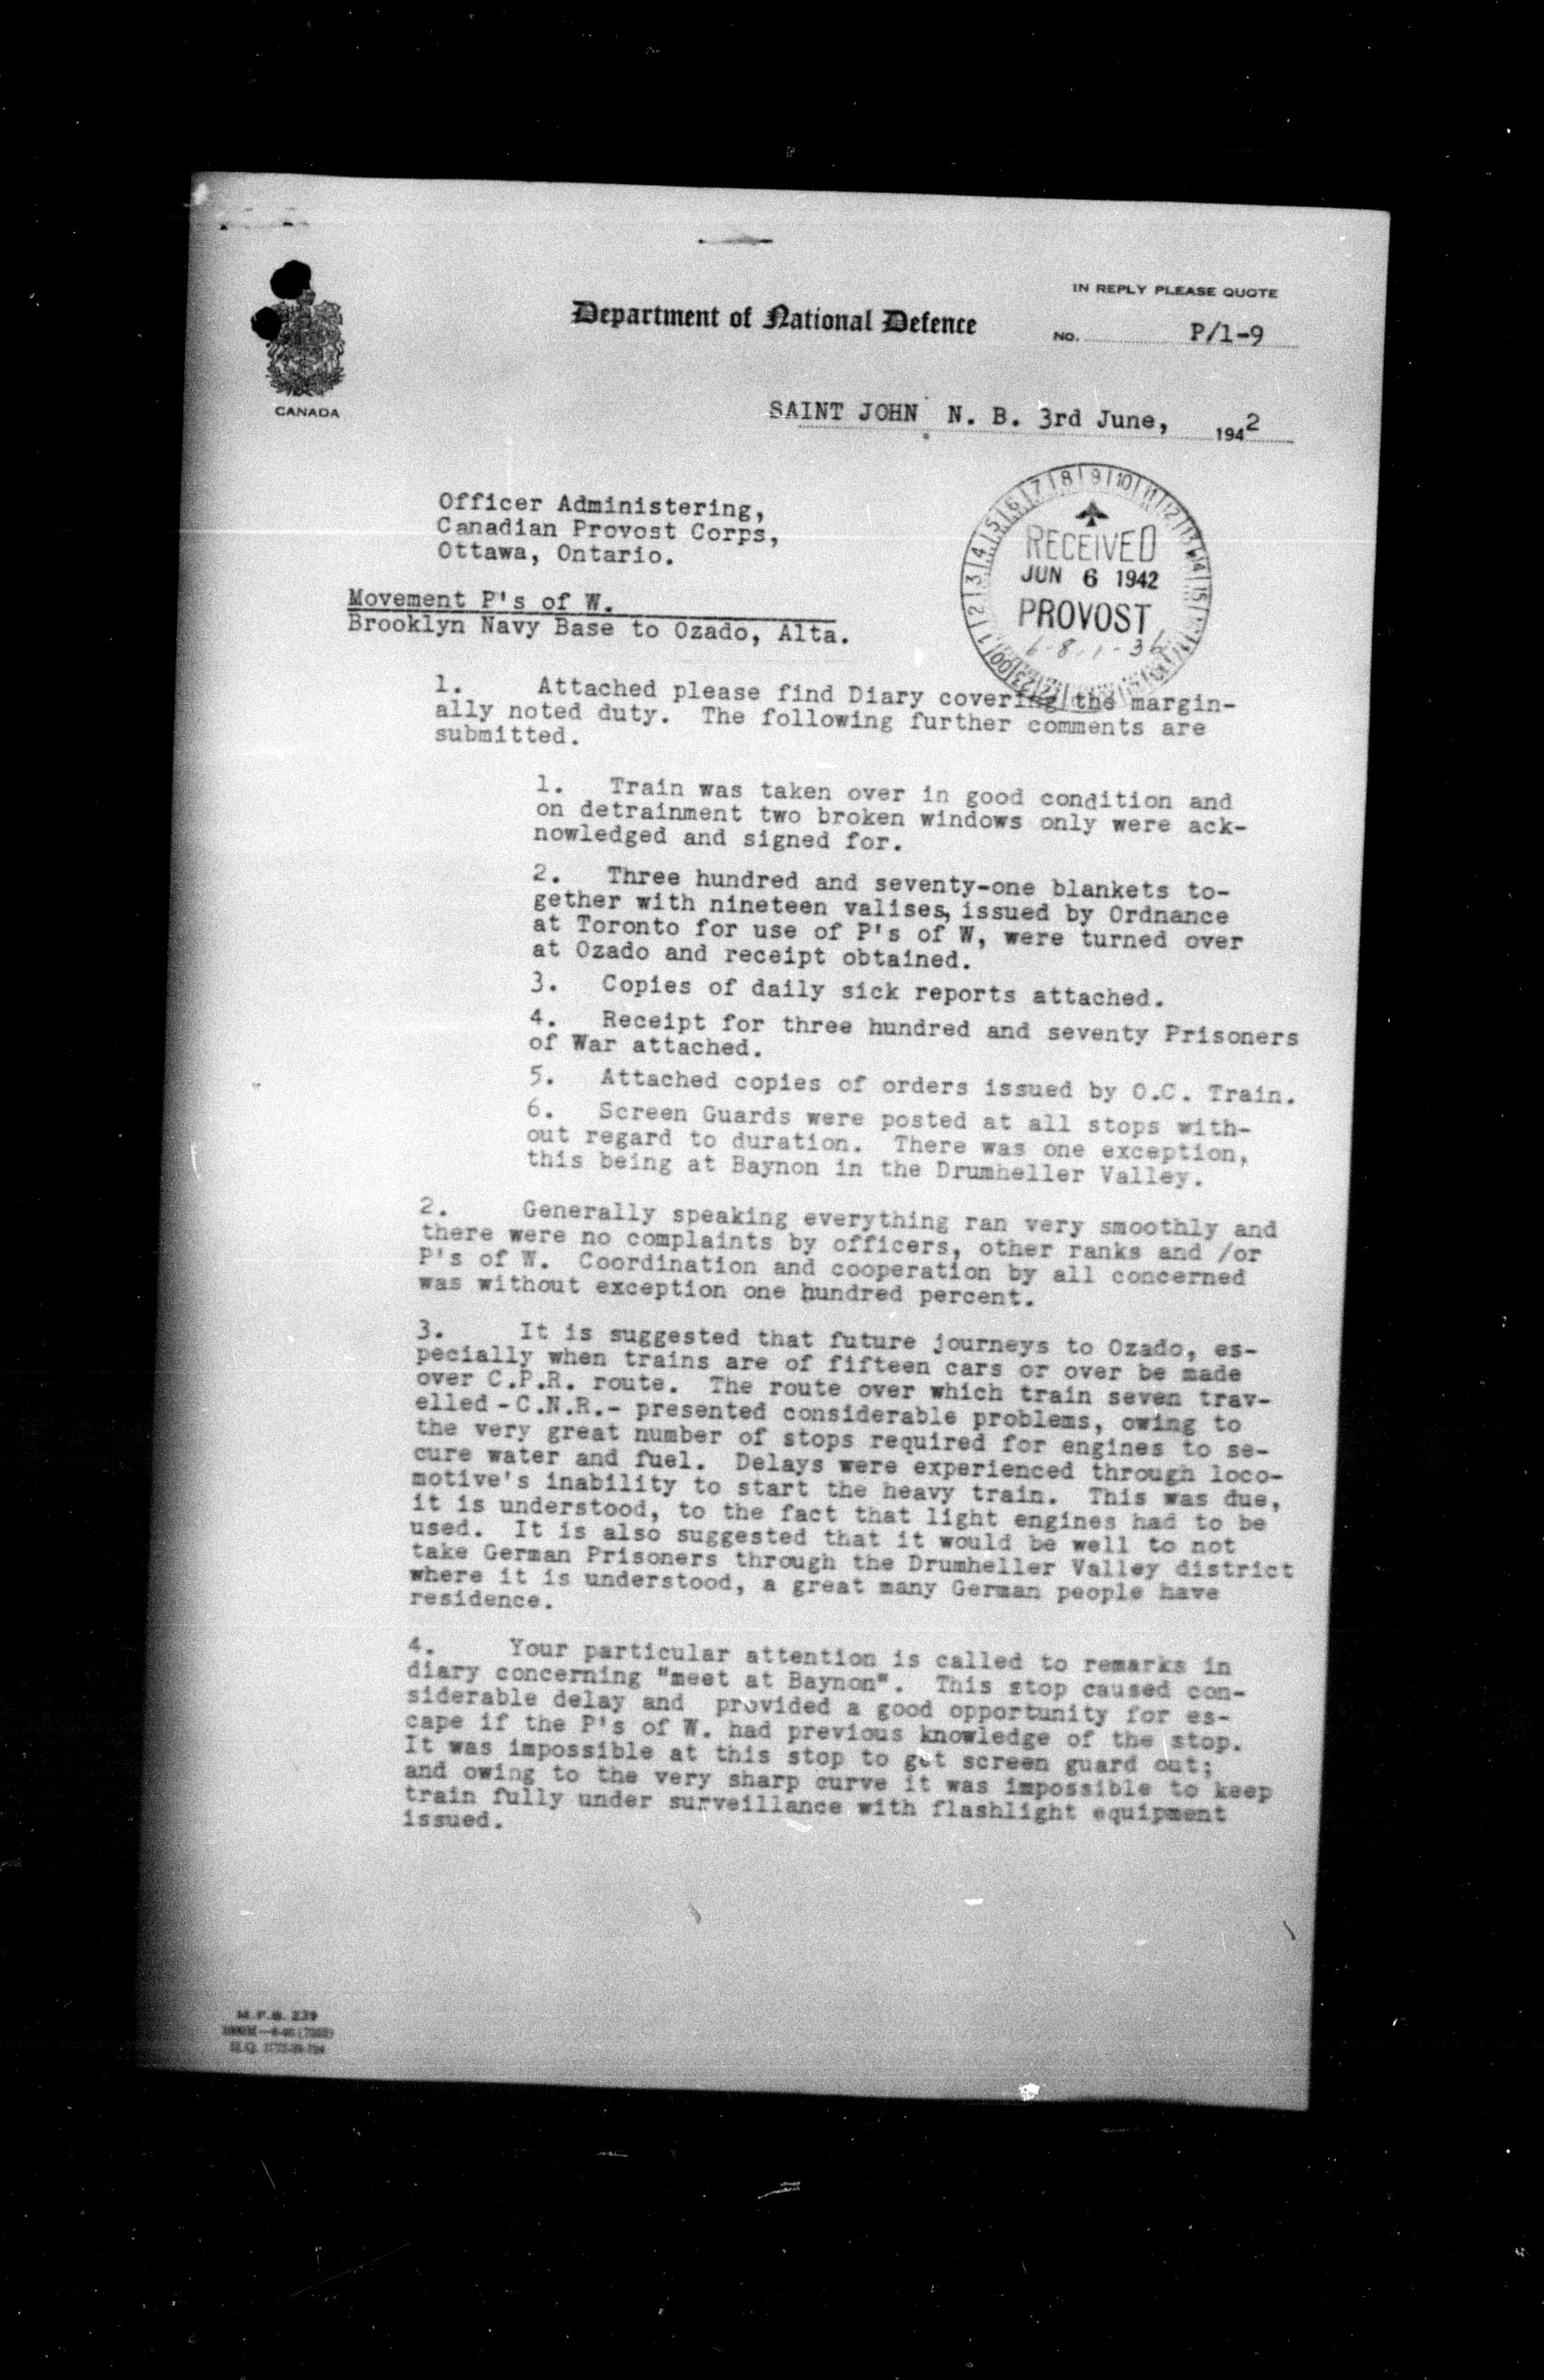 IN REPLY PLEASE QUOTE
Department of National Defence
NO. P/1-9
CANADA
SAINT JOHN N. B. 3rd June, 1942
Officer Administering,
Canadian Provost Corps,
Ottawa, Ontario.
RECEIVED
JUN 6 1942
PROVOST
Movement P's of W.
Brooklyn Navy Base to Ozado, Alta.
1. Attached please find Diary covering the margin-
ally noted duty. The following further comments are
submitted.
1. Train was taken over in good condition and
on detrainment two broken windows only were ack-
nowledged and signed for.
2. Three hundred and seventy-one blankets to-
gether with nineteen valises, issued by Ordnance
at Toronto for use of P's of W, were turned over
at Ozado and receipt obtained.
3. Copies of daily sick reports attached.
4. Receipt for three hundred and seventy Prisoners
of War attached.
5. Attached copies of orders issued by O.C. Train.
6. Screen Guards were posted at all stops with-
out regard to duration. There was one exception,
this being at Baynon in the Drumheller Valley.
2. Generally speaking everything ran very smoothly and
there were no complaints by officers, other ranks and /or
P's of W. Coordination and cooperation by all concerned
was without exception one hundred percent.
3. It is suggested that future journeys to Ozado, es-
pecially when trains are of fifteen cars or over be made
over C.P.R. route. The route over which train seven trav-
elled - C.N.R.- presented considerable problems, owing to
the very great number of stops required for engines to se-
cure water and fuel. Delays were experienced through loco-
motive's inability to start the heavy train. This was due,
it is understood, to the fact that light engines had to be
used. It is also suggested that it would be well to not
take German Prisoners through the Drumheller Valley district
where it is understood, a great many German people have
residence.
4. Your particular attention is called to remarks in
diary concerning "meet at Baynon". This stop caused con-
siderable delay and provided a good opportunity for es-
cape if the P's of W. had previous knowledge of the stop.
It was impossible at this stop to get screen guard out;
and owing to the very sharp curve it was impossible to keep
train fully under surveillance with flashlight equipment
issued.
M.F.B. 239